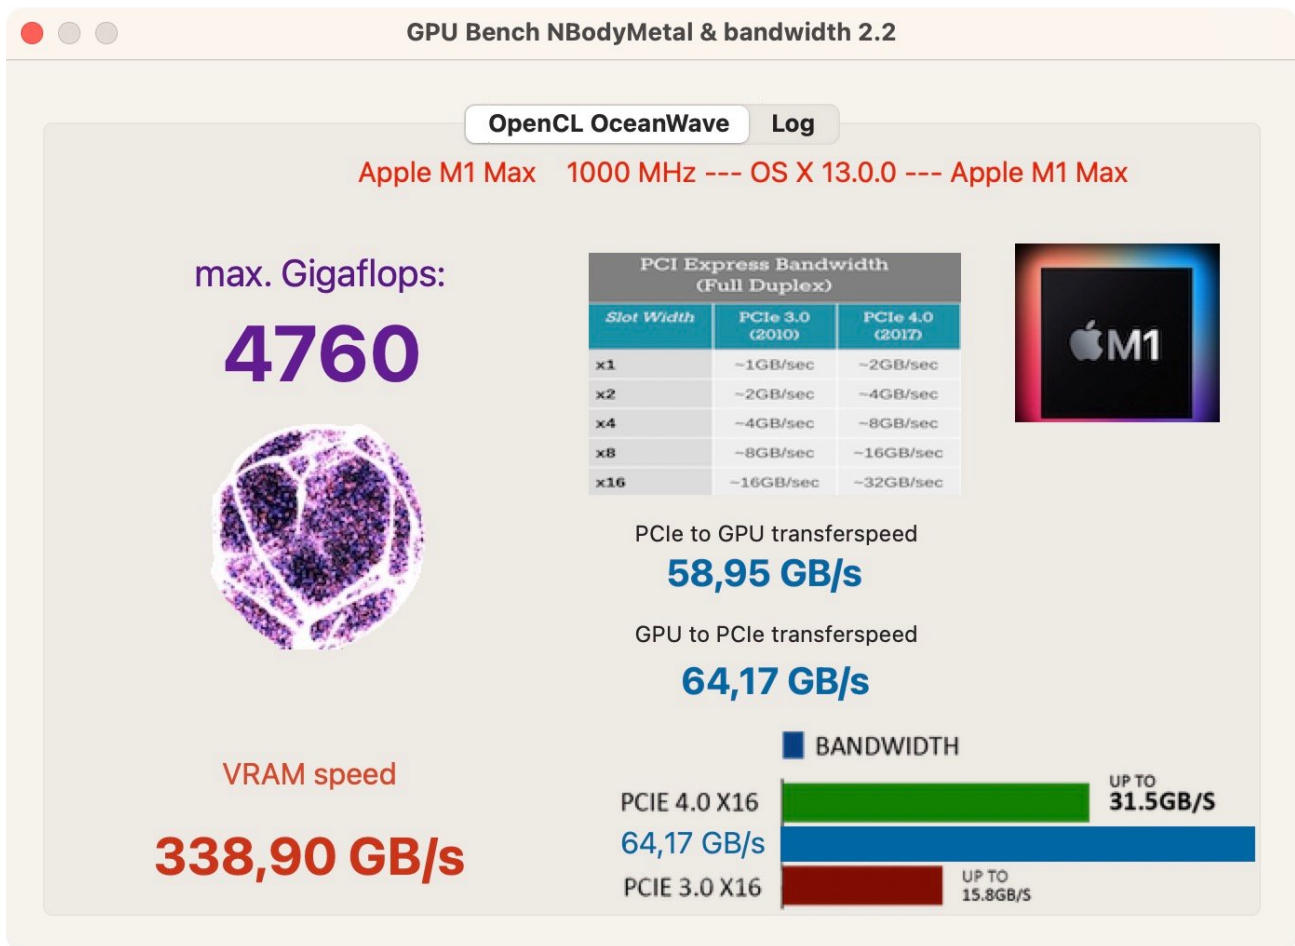 GPU Bench NBodyMetal & bandwidth 2.2
OpenCL OceanWave Log
Apple M1 Max 1000 MHz --- OS X 13.0.0 --- Apple M1 Max
max. Gigaflops:
4760
PCI Express Bandwidth
(Full Duplex)
Slot Width PCIe 3.0 (2010) PCIe 4.0 (2017)
x1 ~1GB/sec ~2GB/sec
x2 ~2GB/sec ~4GB/sec
x4 ~4GB/sec ~8GB/sec
x8 ~8GB/sec ~16GB/sec
x16 ~16GB/sec ~32GB/sec
M1
PCIe to GPU transferspeed
58,95 GB/s
GPU to PCIe transferspeed
64,17 GB/s
VRAM speed
338,90 GB/s
BANDWIDTH
PCIE 4.0 X16 UP TO 31.5GB/S
64,17 GB/s
PCIE 3.0 X16 UP TO 15.8GB/S